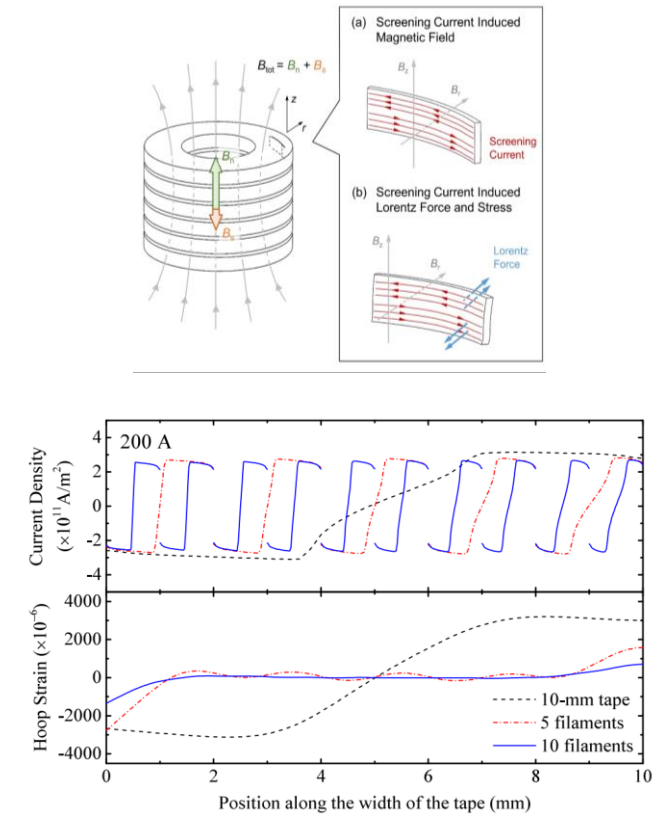 (a) Screening Current Induced
Magnetic Field
B_tot = B_n + B_s
z
r
B_n
B_s
B_z
B_r
Screening
Current
(b) Screening Current Induced
Lorentz Force and Stress
B_z
B_r
Lorentz
Force
200 A
Current Density
(×10¹¹A/m²)
4
2
0
-2
-4
Hoop Strain (×10⁻⁶)
4000
2000
0
-2000
-4000
10-mm tape
5 filaments
10 filaments
0 2 4 6 8 10
Position along the width of the tape (mm)